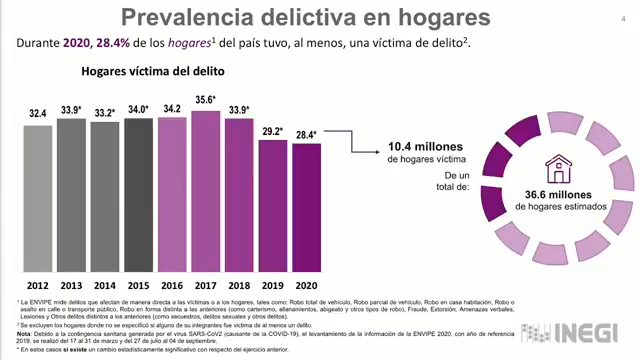 Prevalencia delictiva en hogares
4
Durante 2020, 28.4% de los hogares¹ del país tuvo, al menos, una víctima de delito².
Hogares víctima del delito
32.4 33.9* 33.2* 34.0* 34.2 35.6* 33.9* 29.2* 28.4*
2012 2013 2014 2015 2016 2017 2018 2019 2020
10.4 millones
de hogares víctima
De un
total de:
36.6 millones
de hogares estimados
¹ La ENVIPE mide delitos que afectan de manera directa a las víctimas o a los hogares, tales como: Robo total de vehículo, Robo parcial de vehículo, Robo en casa habitación, Robo o
asalto en calle o transporte público, Robo en forma distinta a las anteriores (como carterismo, allanamientos, abigeato y otros tipos de robo), Fraude, Extorsión, Amenazas verbales,
Lesiones y Otros delitos distintos a los anteriores (como secuestros, delitos sexuales y otros delitos).
² Se excluyen los hogares donde no se especificó si alguno de su integrantes fue víctima de al menos un delito.
Nota: Debido a la contingencia sanitaria generada por el virus SARS-CoV2 (causante de la COVID-19), el levantamiento de la información de la ENVIPE 2020, con año de referencia
2019, se realizó del 17 al 31 de marzo y del 27 de julio al 04 de septiembre.
* En estos casos sí existe un cambio estadísticamente significativo con respecto del ejercicio anterior.
INEGI